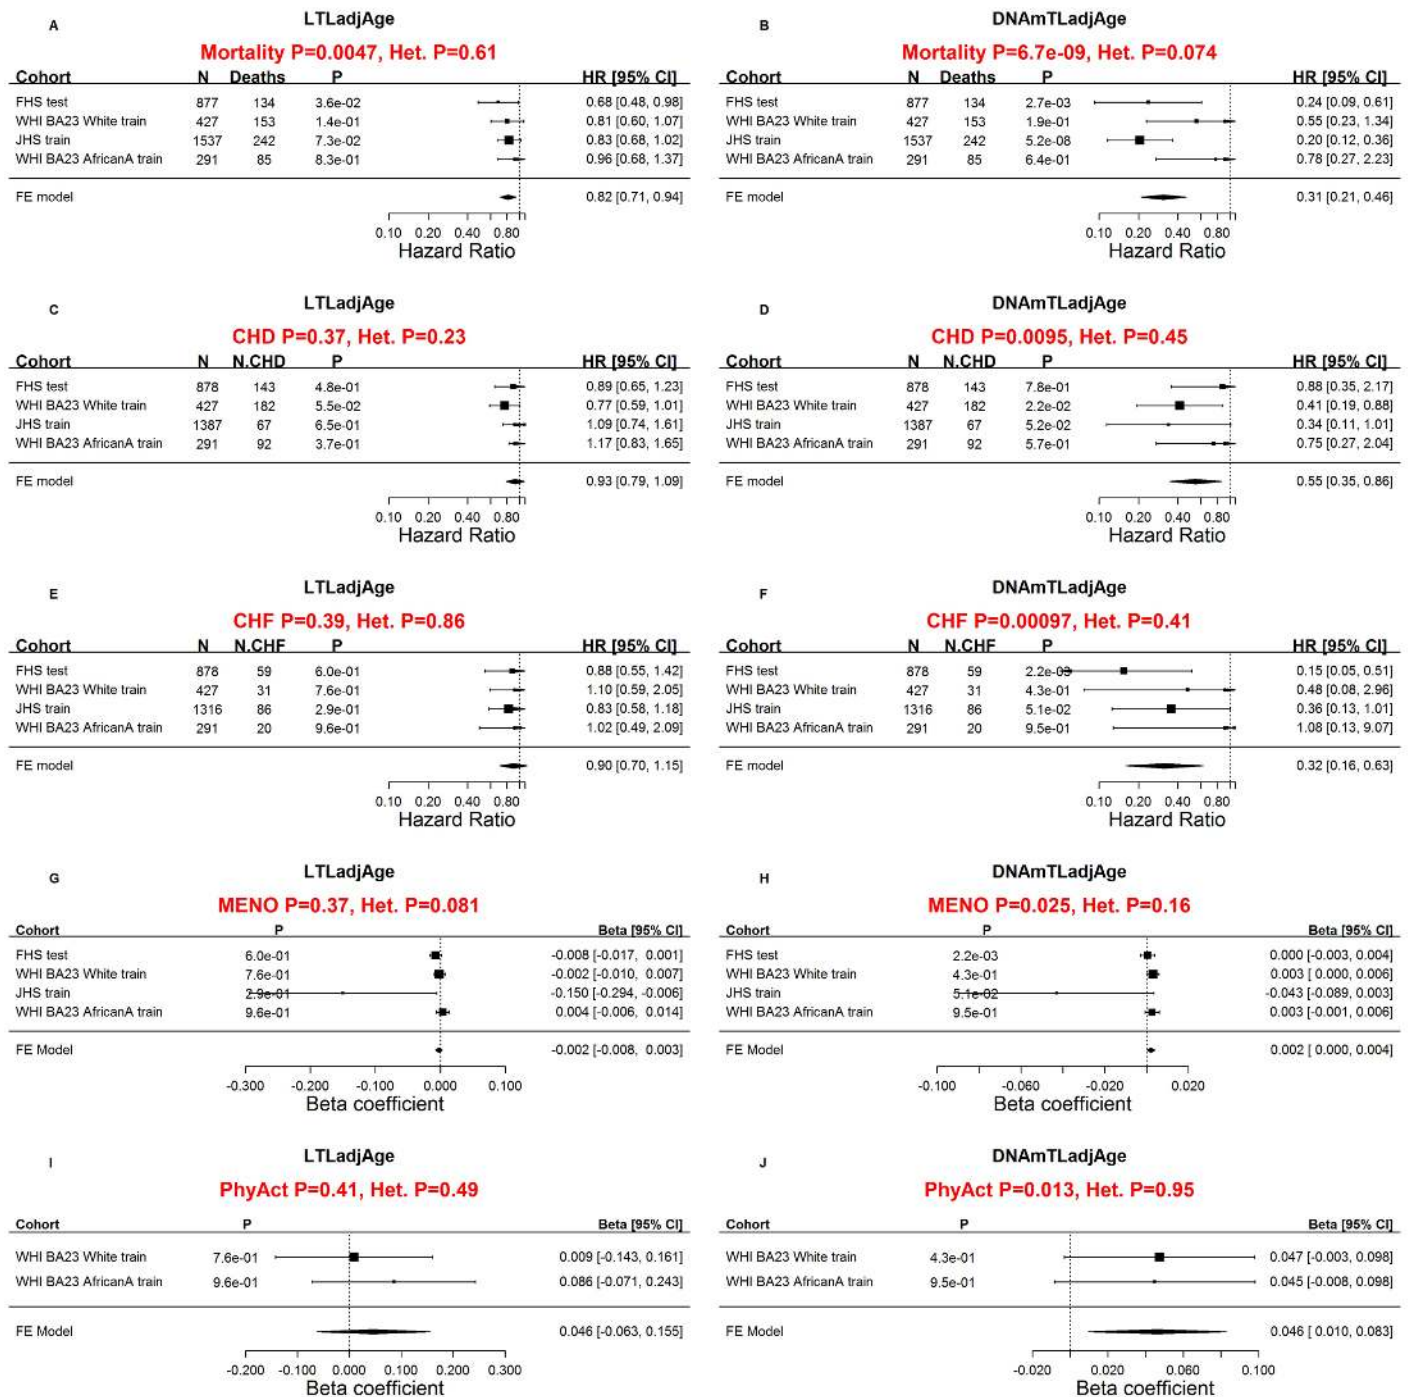 A
LTLadjAge
Mortality P=0.0047, Het. P=0.61
Cohort N Deaths P HR [95% CI]
FHS test 877 134 3.6e-02 0.68 [0.48, 0.98]
WHI BA23 White train 427 153 1.4e-01 0.81 [0.60, 1.07]
JHS train 1537 242 7.3e-02 0.83 [0.68, 1.02]
WHI BA23 AfricanA train 291 85 8.3e-01 0.96 [0.68, 1.37]
FE model 0.82 [0.71, 0.94]
0.10 0.20 0.40 0.80
Hazard Ratio
B
DNAmTLadjAge
Mortality P=6.7e-09, Het. P=0.074
Cohort N Deaths P HR [95% CI]
FHS test 877 134 2.7e-03 0.24 [0.09, 0.61]
WHI BA23 White train 427 153 1.9e-01 0.55 [0.23, 1.34]
JHS train 1537 242 5.2e-08 0.20 [0.12, 0.36]
WHI BA23 AfricanA train 291 85 6.4e-01 0.78 [0.27, 2.23]
FE model 0.31 [0.21, 0.46]
0.10 0.20 0.40 0.80
Hazard Ratio
C
LTLadjAge
CHD P=0.37, Het. P=0.23
Cohort N N.CHD P HR [95% CI]
FHS test 878 143 4.8e-01 0.89 [0.65, 1.23]
WHI BA23 White train 427 182 5.5e-02 0.77 [0.59, 1.01]
JHS train 1387 67 6.5e-01 1.09 [0.74, 1.61]
WHI BA23 AfricanA train 291 92 3.7e-01 1.17 [0.83, 1.65]
FE model 0.93 [0.79, 1.09]
0.10 0.20 0.40 0.80
Hazard Ratio
D
DNAmTLadjAge
CHD P=0.0095, Het. P=0.45
Cohort N N.CHD P HR [95% CI]
FHS test 878 143 7.8e-01 0.88 [0.35, 2.17]
WHI BA23 White train 427 182 2.2e-02 0.41 [0.19, 0.88]
JHS train 1387 67 5.2e-02 0.34 [0.11, 1.01]
WHI BA23 AfricanA train 291 92 5.7e-01 0.75 [0.27, 2.04]
FE model 0.55 [0.35, 0.86]
0.10 0.20 0.40 0.80
Hazard Ratio
E
LTLadjAge
CHF P=0.39, Het. P=0.86
Cohort N N.CHF P HR [95% CI]
FHS test 878 59 6.0e-01 0.88 [0.55, 1.42]
WHI BA23 White train 427 31 7.6e-01 1.10 [0.59, 2.05]
JHS train 1316 86 2.9e-01 0.83 [0.58, 1.18]
WHI BA23 AfricanA train 291 20 9.6e-01 1.02 [0.49, 2.09]
FE model 0.90 [0.70, 1.15]
0.10 0.20 0.40 0.80
Hazard Ratio
F
DNAmTLadjAge
CHF P=0.00097, Het. P=0.41
Cohort N N.CHF P HR [95% CI]
FHS test 878 59 2.2e-03 0.15 [0.05, 0.51]
WHI BA23 White train 427 31 4.3e-01 0.48 [0.08, 2.96]
JHS train 1316 86 5.1e-02 0.36 [0.13, 1.01]
WHI BA23 AfricanA train 291 20 9.5e-01 1.08 [0.13, 9.07]
FE model 0.32 [0.16, 0.63]
0.10 0.20 0.40 0.80
Hazard Ratio
G
LTLadjAge
MENO P=0.37, Het. P=0.081
Cohort P Beta [95% CI]
FHS test 6.0e-01 -0.008 [-0.017, 0.001]
WHI BA23 White train 7.6e-01 -0.002 [-0.010, 0.007]
JHS train 2.9e-01 -0.150 [-0.294, -0.006]
WHI BA23 AfricanA train 9.6e-01 0.004 [-0.006, 0.014]
FE Model -0.002 [-0.008, 0.003]
-0.300 -0.200 -0.100 0.000 0.100
Beta coefficient
H
DNAmTLadjAge
MENO P=0.025, Het. P=0.16
Cohort P Beta [95% CI]
FHS test 2.2e-03 0.000 [-0.003, 0.004]
WHI BA23 White train 4.3e-01 0.003 [ 0.000, 0.006]
JHS train 5.1e-02 -0.043 [-0.089, 0.003]
WHI BA23 AfricanA train 9.5e-01 0.003 [-0.001, 0.006]
FE Model 0.002 [ 0.000, 0.004]
-0.100 -0.060 -0.020 0.020
Beta coefficient
I
LTLadjAge
PhyAct P=0.41, Het. P=0.49
Cohort P Beta [95% CI]
WHI BA23 White train 7.6e-01 0.009 [-0.143, 0.161]
WHI BA23 AfricanA train 9.6e-01 0.086 [-0.071, 0.243]
FE Model 0.046 [-0.063, 0.155]
-0.200 -0.100 0.000 0.100 0.200 0.300
Beta coefficient
J
DNAmTLadjAge
PhyAct P=0.013, Het. P=0.95
Cohort P Beta [95% CI]
WHI BA23 White train 4.3e-01 0.047 [-0.003, 0.098]
WHI BA23 AfricanA train 9.5e-01 0.045 [-0.008, 0.098]
FE Model 0.046 [ 0.010, 0.083]
-0.020 0.020 0.060 0.100
Beta coefficient